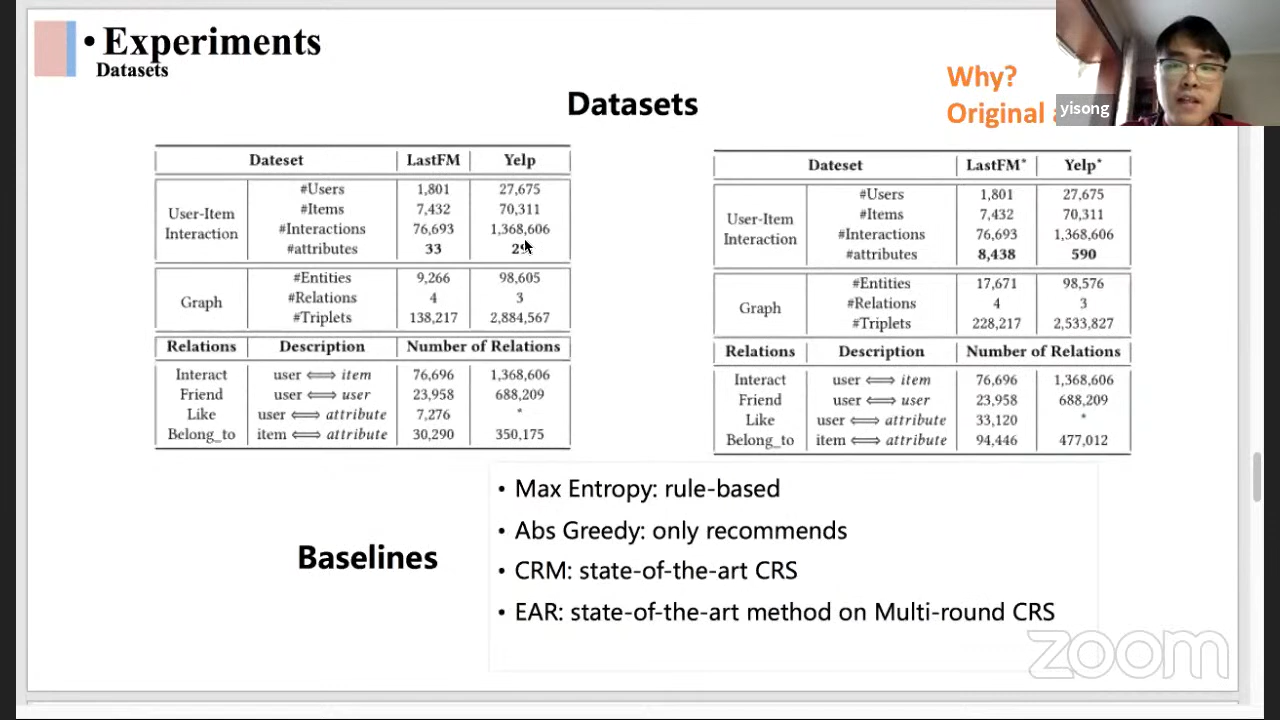 • Experiments
Datasets
Datasets
Why?
Original
yisong
Dateset LastFM Yelp
User-Item Interaction
#Users 1,801 27,675
#Items 7,432 70,311
#Interactions 76,693 1,368,606
#attributes 33
Graph
#Entities 9,266 98,605
#Relations 4 3
#Triplets 138,217 2,884,567
Relations Description Number of Relations
Interact user ⟺ item 76,696 1,368,606
Friend user ⟺ user 23,958 688,209
Like user ⟺ attribute 7,276 *
Belong_to item ⟺ attribute 30,290 350,175
Dateset LastFM* Yelp*
User-Item Interaction
#Users 1,801 27,675
#Items 7,432 70,311
#Interactions 76,693 1,368,606
#attributes 8,438 590
Graph
#Entities 17,671 98,576
#Relations 4 3
#Triplets 228,217 2,533,827
Relations Description Number of Relations
Interact user ⟺ item 76,696 1,368,606
Friend user ⟺ user 23,958 688,209
Like user ⟺ attribute 33,120 *
Belong_to item ⟺ attribute 94,446 477,012
Baselines
• Max Entropy: rule-based
• Abs Greedy: only recommends
• CRM: state-of-the-art CRS
• EAR: state-of-the-art method on Multi-round CRS
zoom